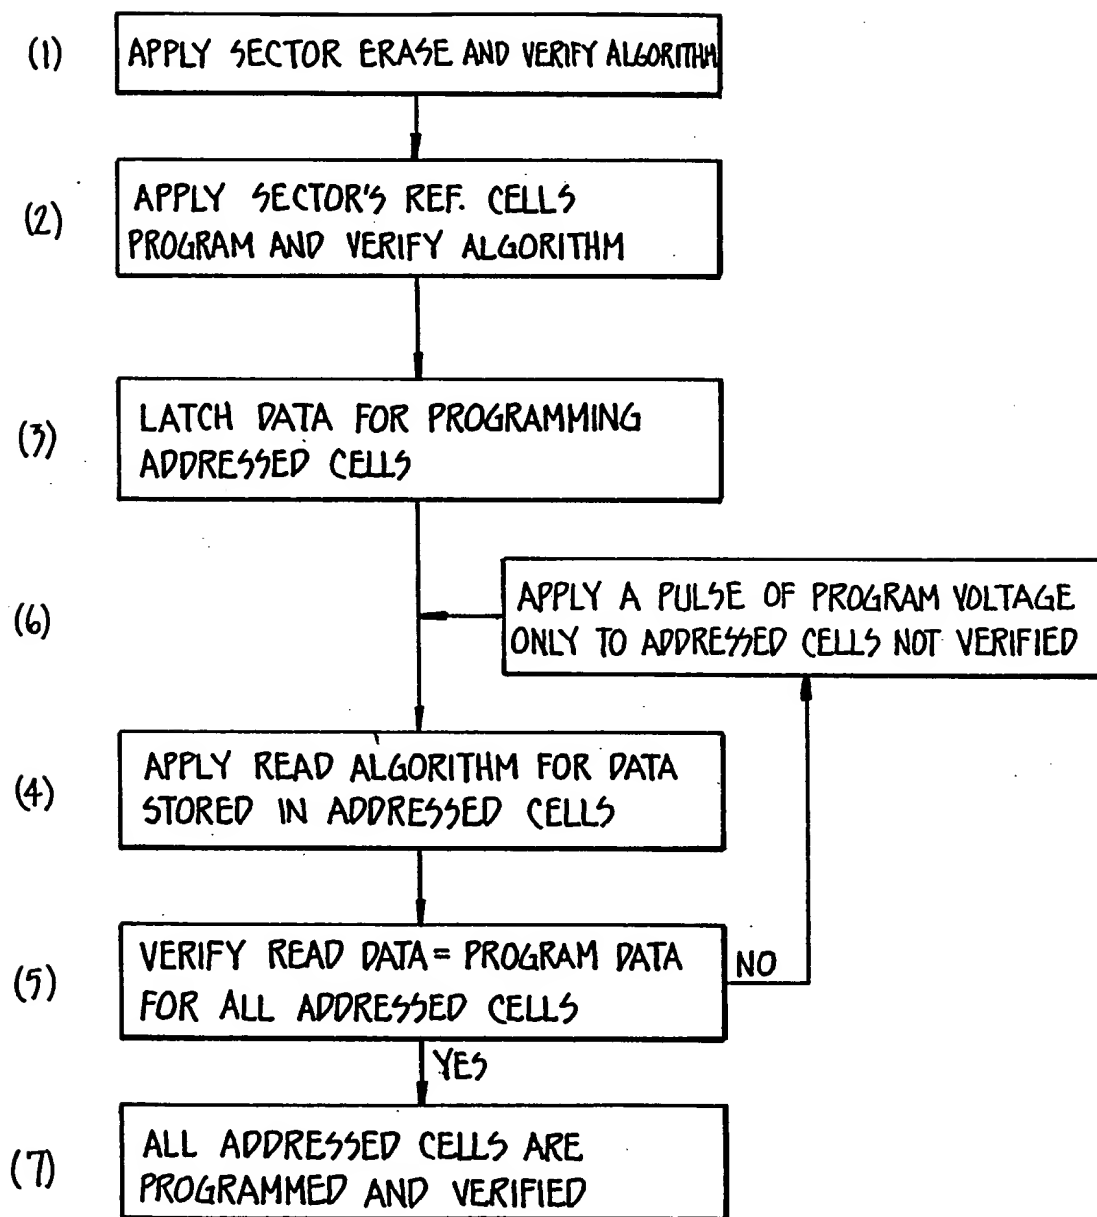 (1) APPLY SECTOR ERASE AND VERIFY ALGORITHM
(2) APPLY SECTOR'S REF. CELLS
PROGRAM AND VERIFY ALGORITHM
(3) LATCH DATA FOR PROGRAMMING
ADDRESSED CELLS
(6) APPLY A PULSE OF PROGRAM VOLTAGE
ONLY TO ADDRESSED CELLS NOT VERIFIED
(4) APPLY READ ALGORITHM FOR DATA
STORED IN ADDRESSED CELLS
(5) VERIFY READ DATA = PROGRAM DATA
FOR ALL ADDRESSED CELLS
NO
YES
(7) ALL ADDRESSED CELLS ARE
PROGRAMMED AND VERIFIED